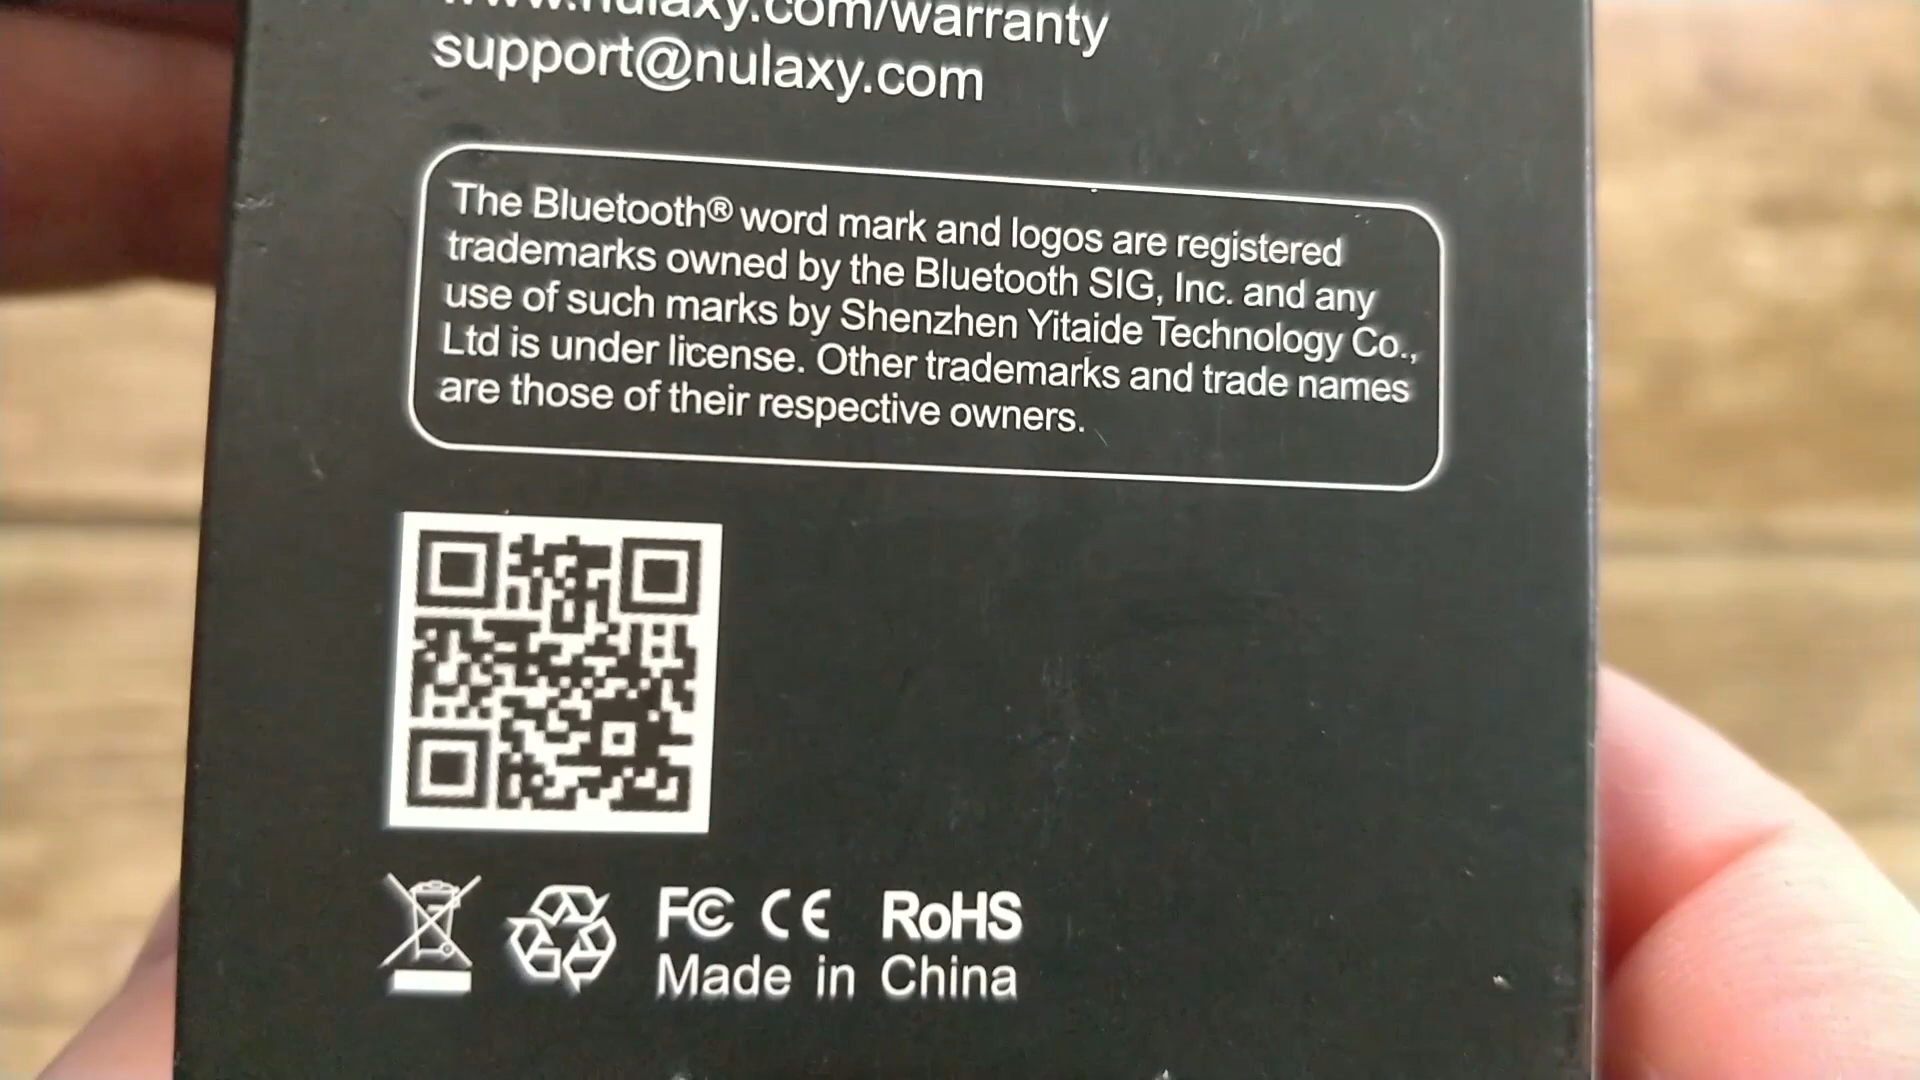 www.nulaxy.com/warranty
support@nulaxy.com
The Bluetooth® word mark and logos are registered
trademarks owned by the Bluetooth SIG, Inc. and any
use of such marks by Shenzhen Yitaide Technology Co.,
Ltd is under license. Other trademarks and trade names
are those of their respective owners.
FC CE RoHS
Made in China